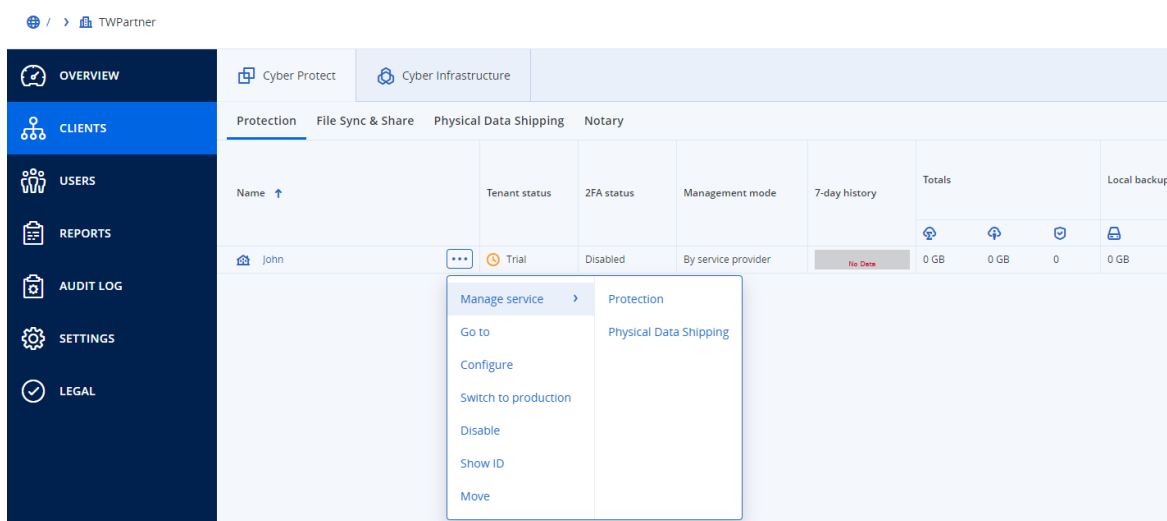 / > TWPartner
OVERVIEW
CLIENTS
USERS
REPORTS
AUDIT LOG
SETTINGS
LEGAL
Cyber Protect Cyber Infrastructure
Protection File Sync & Share Physical Data Shipping Notary
Name Tenant status 2FA status Management mode 7-day history Totals Local backup
John ••• Trial Disabled By service provider No Data 0 GB 0 GB 0 0 GB
Manage service > Protection
Go to Physical Data Shipping
Configure
Switch to production
Disable
Show ID
Move